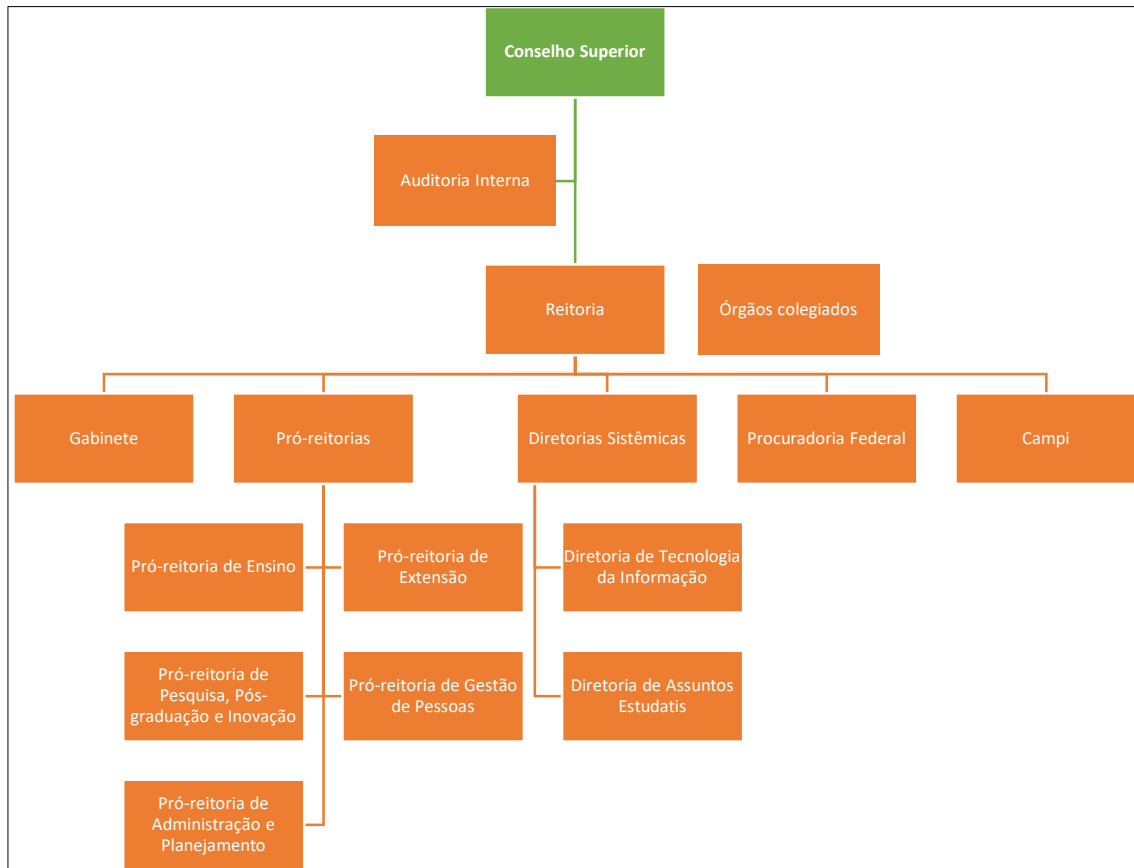 Conselho Superior
Auditoria Interna
Reitoria
Órgãos colegiados
Gabinete
Pró-reitorias
Diretorias Sistêmicas
Procuradoria Federal
Campi
Pró-reitoria de Ensino
Pró-reitoria de
Extensão
Diretoria de Tecnologia
da Informação
Pró-reitoria de
Pesquisa, Pós-
graduação e Inovação
Pró-reitoria de Gestão
de Pessoas
Diretoria de Assuntos
Estudatis
Pró-reitoria de
Administração e
Planejamento